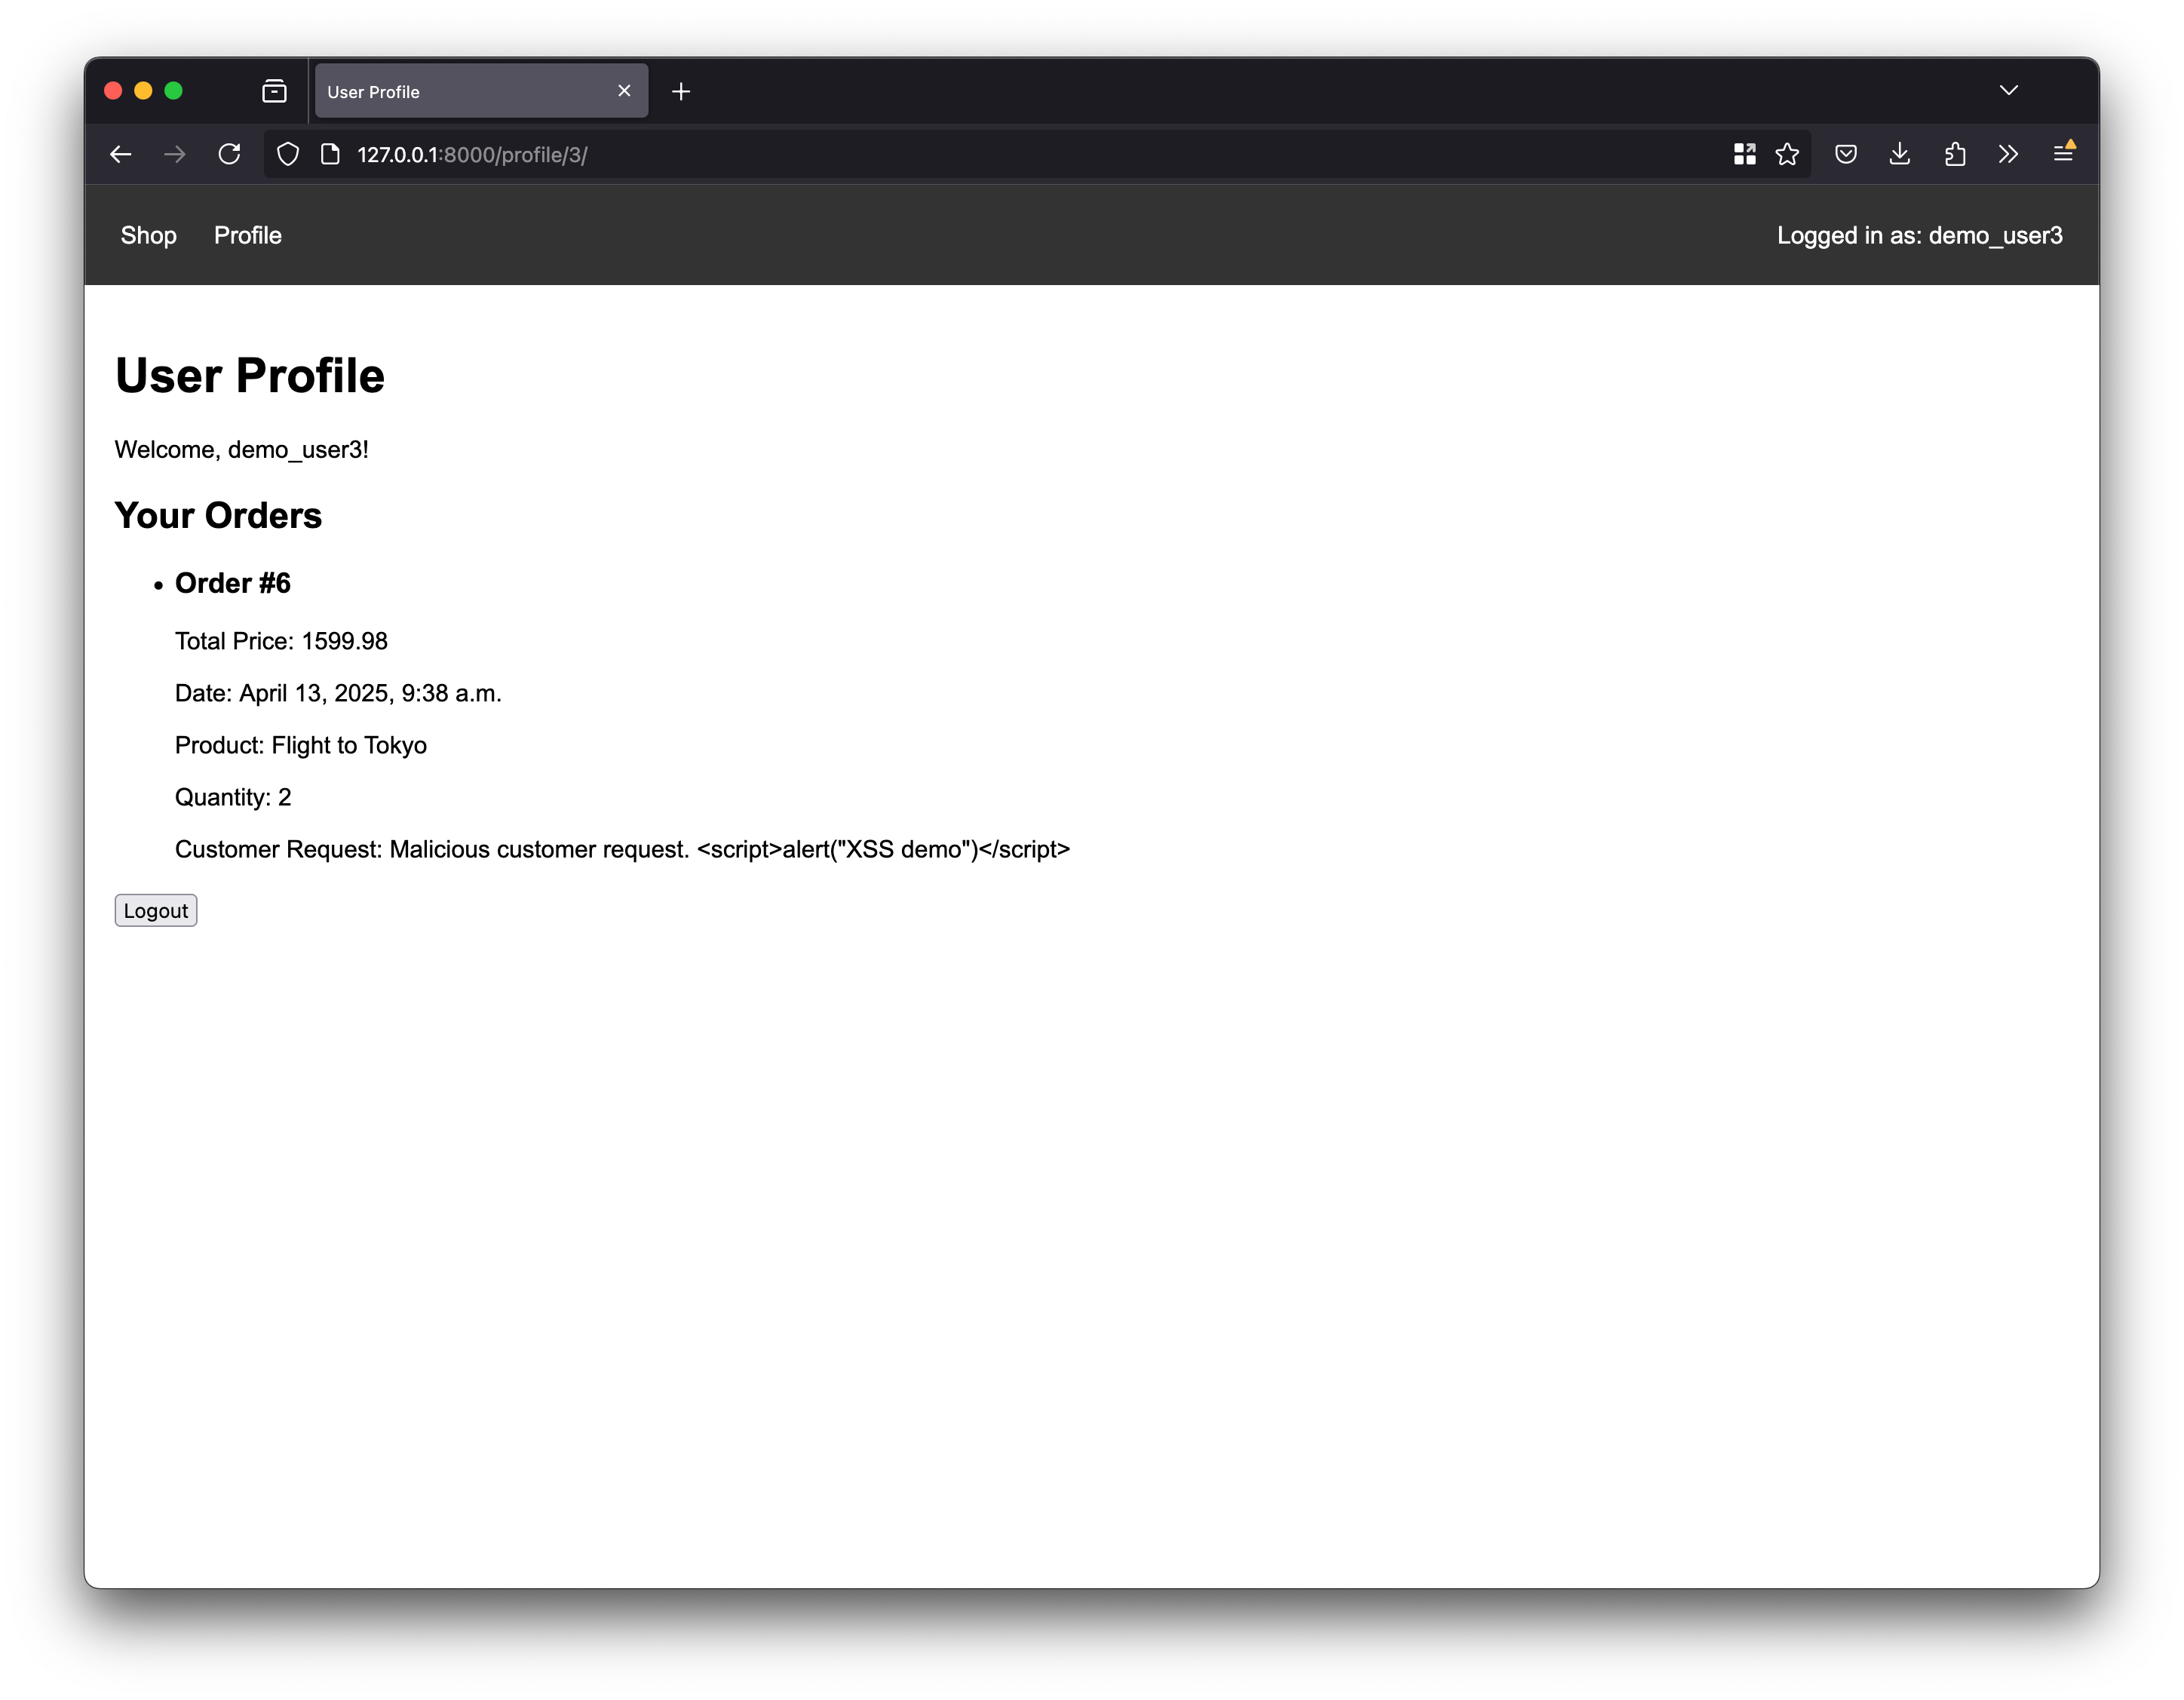 User Profile
127.0.0.1:8000/profile/3/
Shop Profile Logged in as: demo_user3
User Profile
Welcome, demo_user3!
Your Orders
Order #6
Total Price: 1599.98
Date: April 13, 2025, 9:38 a.m.
Product: Flight to Tokyo
Quantity: 2
Customer Request: Malicious customer request. <script>alert("XSS demo")</script>
Logout